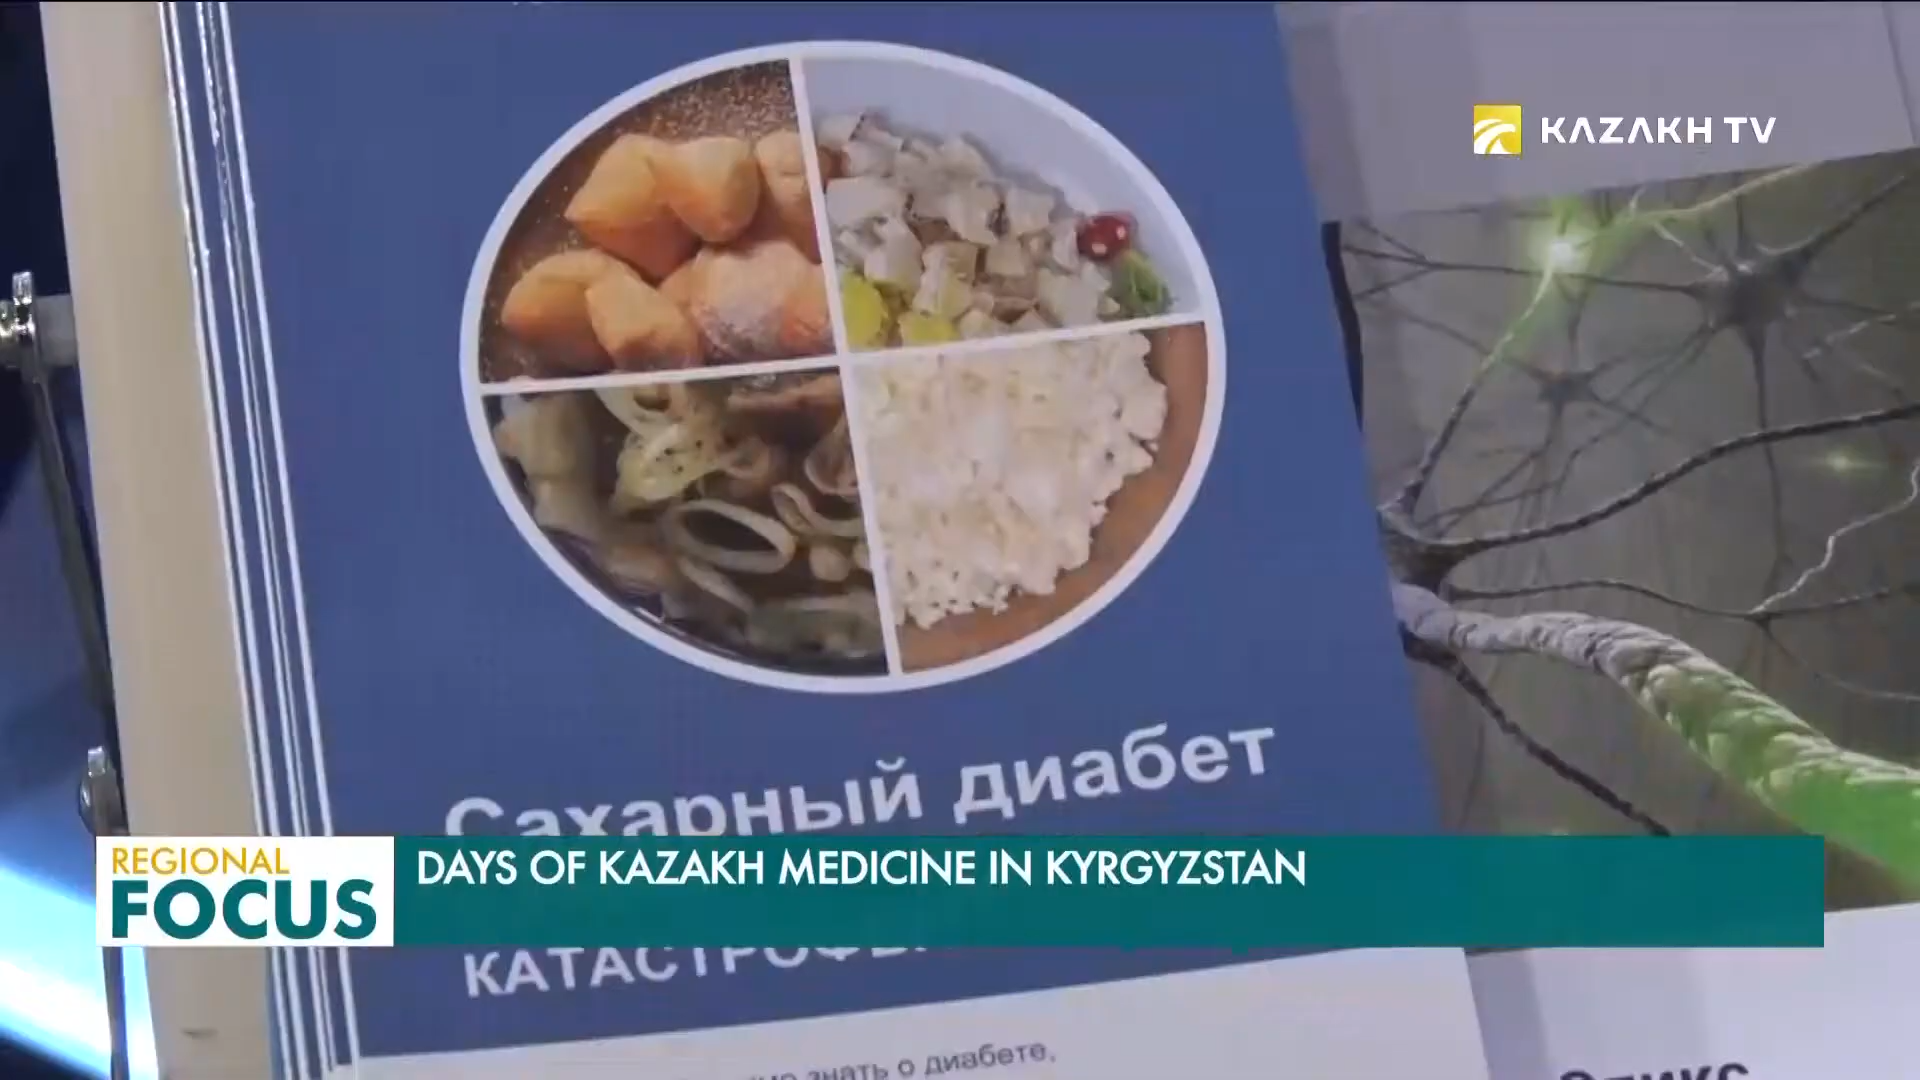 KAZAKH TV
Сахарный диабет
REGIONAL
FOCUS
DAYS OF KAZAKH MEDICINE IN KYRGYZSTAN
КАТАСТРОФЫ
знать о диабете,